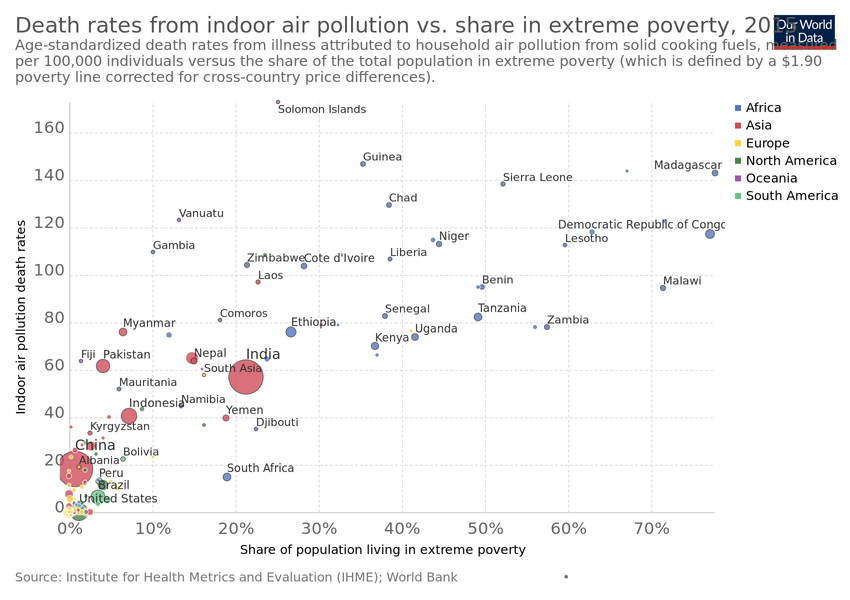 Death rates from indoor air pollution vs. share in extreme poverty, 2015
Our World
in Data
Age-standardized death rates from illness attributed to household air pollution from solid cooking fuels, measured
per 100,000 individuals versus the share of the total population in extreme poverty (which is defined by a $1.90
poverty line corrected for cross-country price differences).
Africa
Asia
Europe
North America
Oceania
South America
Indoor air pollution death rates
160
140
120
100
80
60
40
20
0
Solomon Islands
Guinea
Madagascar
Sierra Leone
Chad
Vanuatu
Democratic Republic of Congo
Niger
Lesotho
Gambia
Liberia
Zimbabwe
Cote d'Ivoire
Laos
Benin
Malawi
Comoros
Senegal
Tanzania
Myanmar
Ethiopia
Zambia
Uganda
Kenya
Fiji
Pakistan
Nepal
India
South Asia
Mauritania
Indonesia
Namibia
Yemen
Djibouti
Kyrgyzstan
China
Bolivia
Albania
South Africa
Peru
Brazil
United States
0%
10%
20%
30%
40%
50%
60%
70%
Share of population living in extreme poverty
Source: Institute for Health Metrics and Evaluation (IHME); World Bank